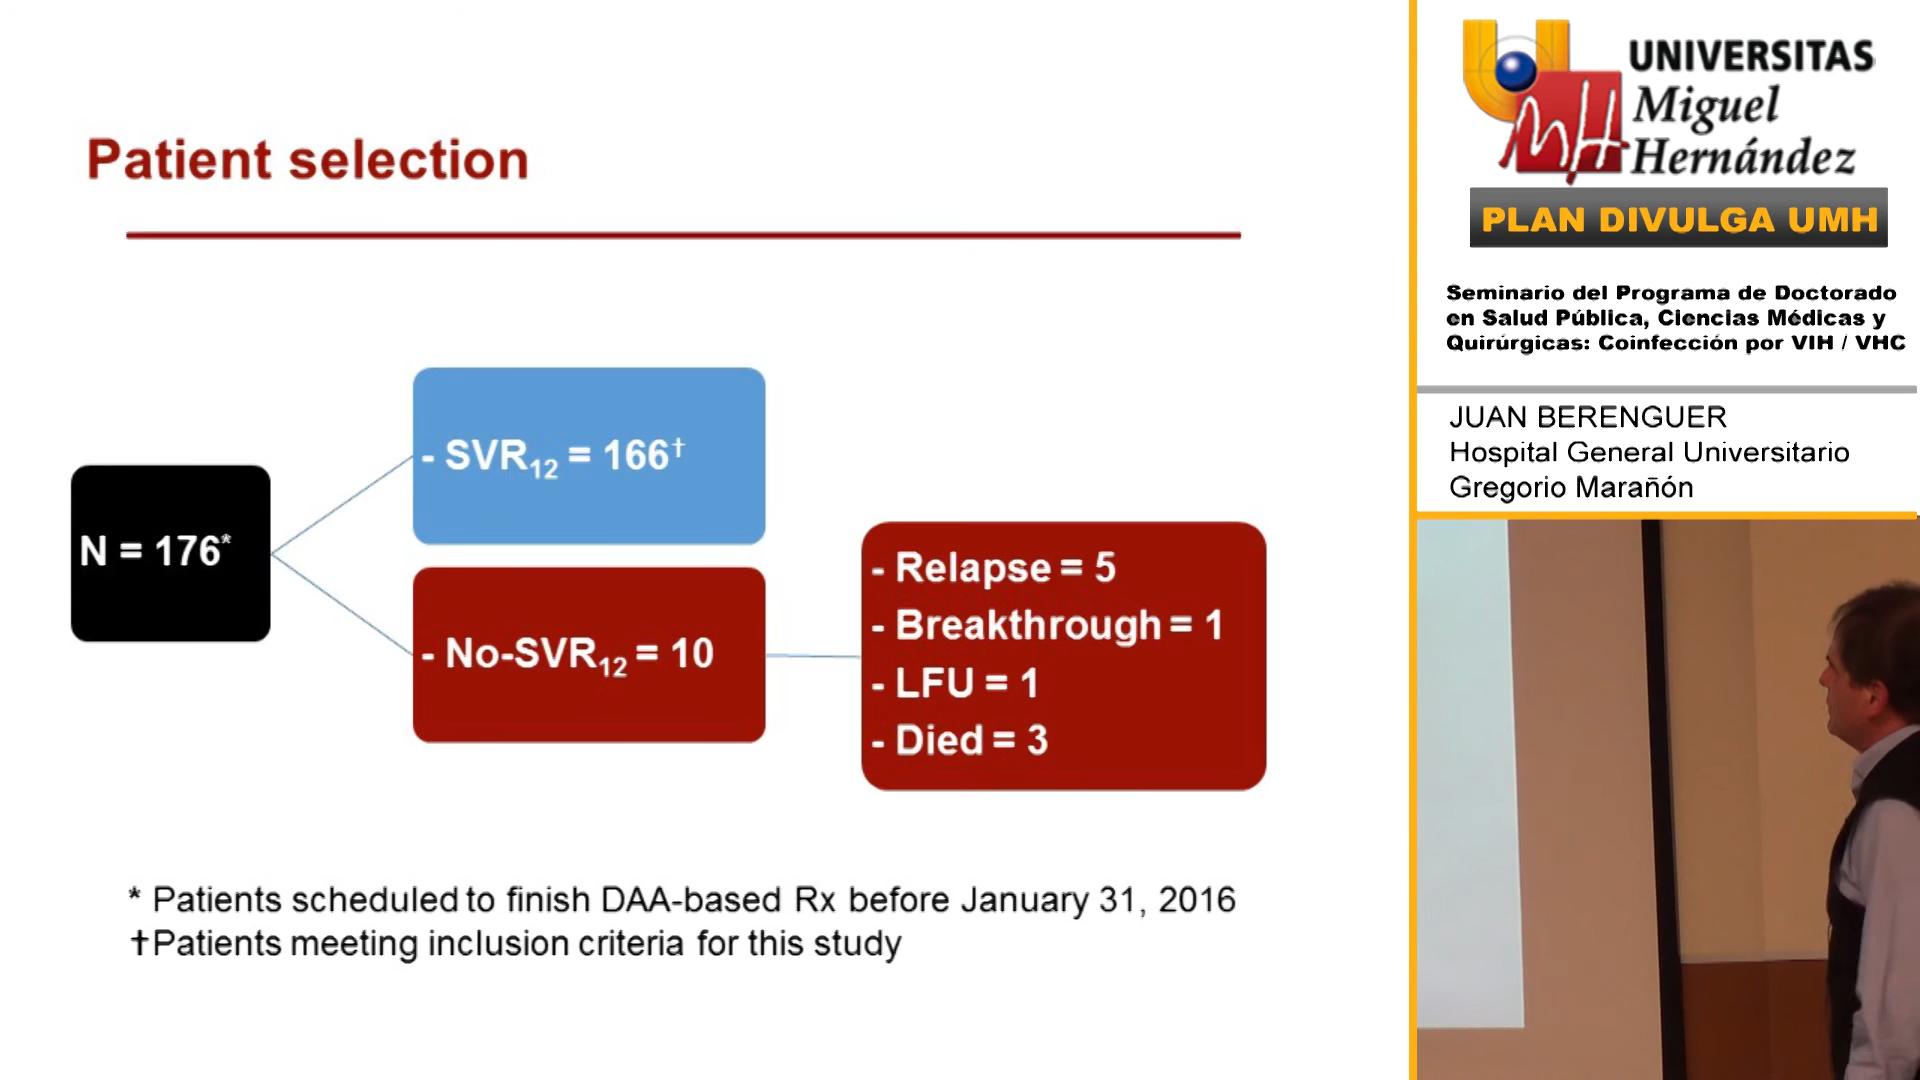 Patient selection
N = 176*
- SVR12 = 166†
- No-SVR12 = 10
- Relapse = 5
- Breakthrough = 1
- LFU = 1
- Died = 3
* Patients scheduled to finish DAA-based Rx before January 31, 2016
†Patients meeting inclusion criteria for this study
UNIVERSITAS
Miguel
Hernández
PLAN DIVULGA UMH
Seminario del Programa de Doctorado
en Salud Pública, Ciencias Médicas y
Quirúrgicas: Coinfección por VIH / VHC
JUAN BERENGUER
Hospital General Universitario
Gregorio Marañón